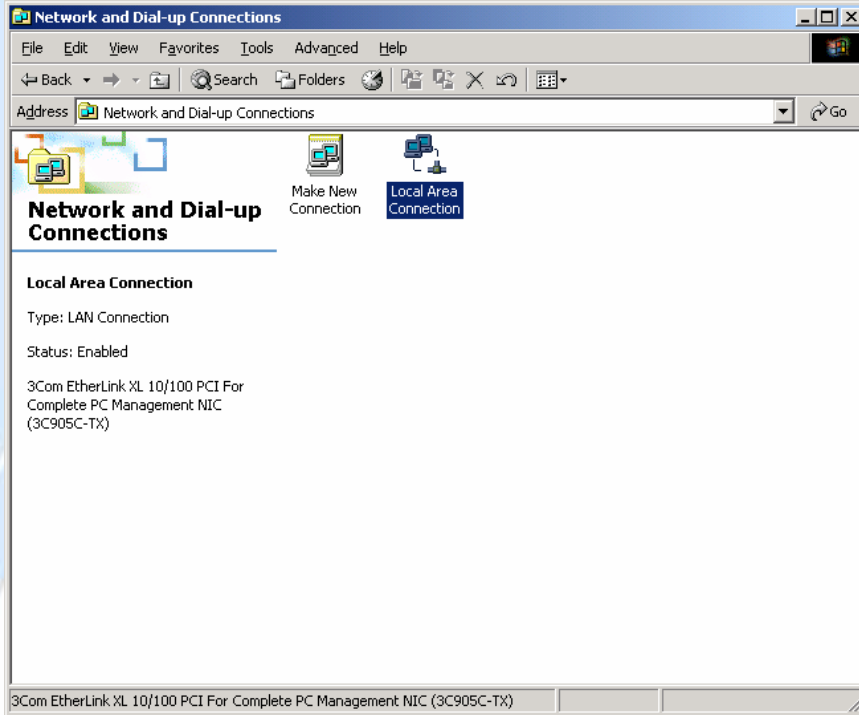 Network and Dial-up Connections
File Edit View Favorites Tools Advanced Help
Back Search Folders
Address Network and Dial-up Connections Go
Make New Connection
Local Area Connection
Network and Dial-up
Connections
Local Area Connection
Type: LAN Connection
Status: Enabled
3Com EtherLink XL 10/100 PCI For
Complete PC Management NIC
(3C905C-TX)
3Com EtherLink XL 10/100 PCI For Complete PC Management NIC (3C905C-TX)